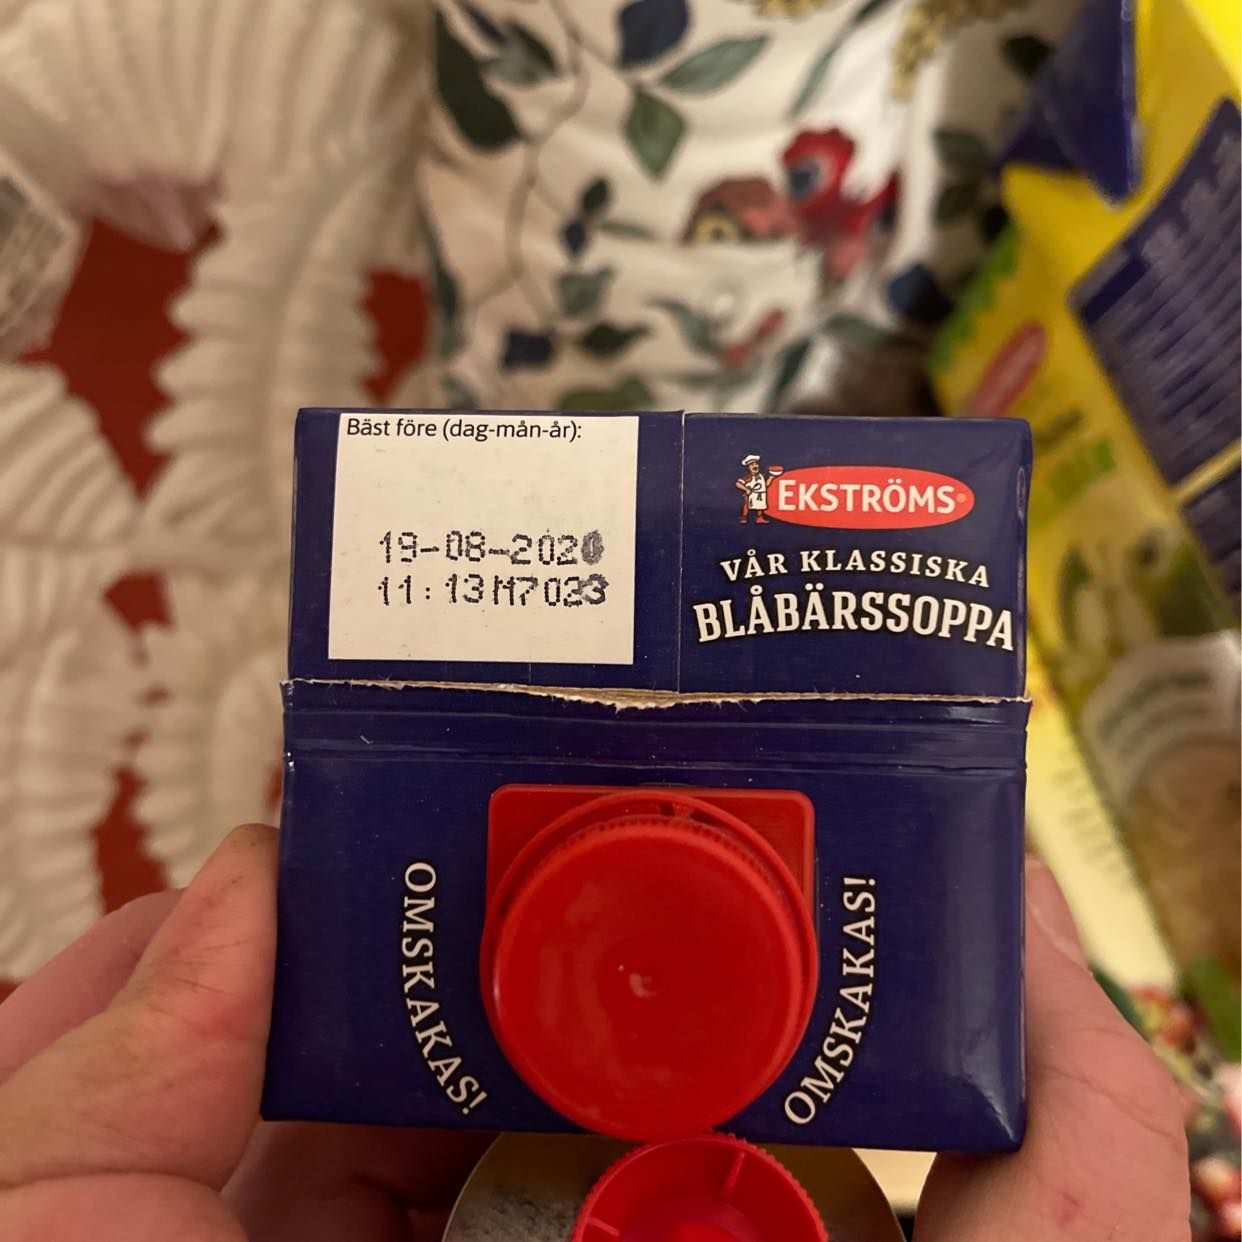 Bäst före (dag-mån-år):
19-08-2020
11:13 M7023
EKSTRÖMS®
VÅR KLASSISKA
BLÅBÄRSSOPPA
OMSKAKAS!
OMSKAKAS!